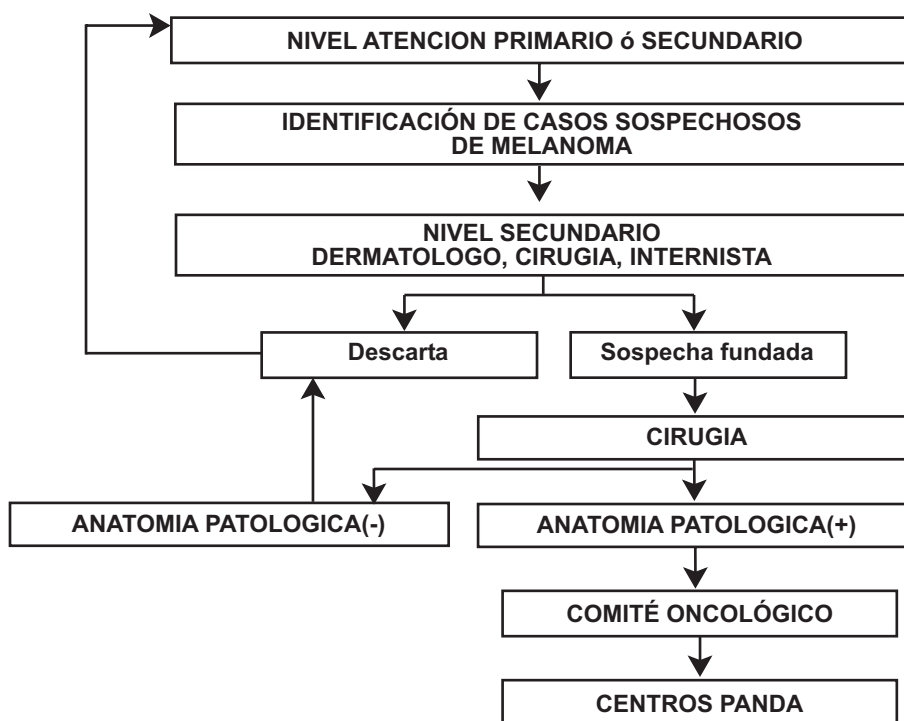 NIVEL ATENCION PRIMARIO ó SECUNDARIO
IDENTIFICACIÓN DE CASOS SOSPECHOSOS
DE MELANOMA
NIVEL SECUNDARIO
DERMATOLOGO, CIRUGIA, INTERNISTA
Descarta
Sospecha fundada
CIRUGIA
ANATOMIA PATOLOGICA(-)
ANATOMIA PATOLOGICA(+)
COMITÉ ONCOLÓGICO
CENTROS PANDA